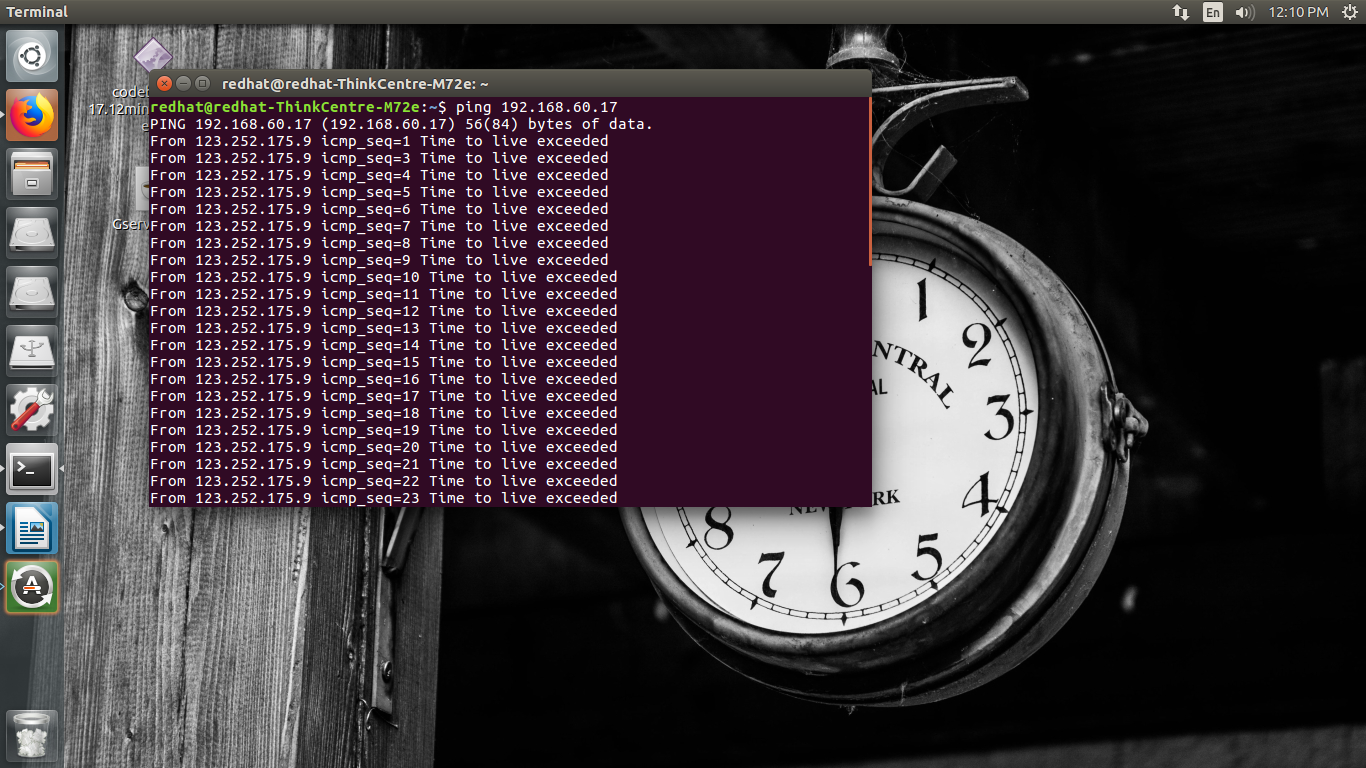 Terminal
En
12:10 PM
redhat@redhat-ThinkCentre-M72e: ~
redhat@redhat-ThinkCentre-M72e:~$ ping 192.168.60.17
PING 192.168.60.17 (192.168.60.17) 56(84) bytes of data.
From 123.252.175.9 icmp_seq=1 Time to live exceeded
From 123.252.175.9 icmp_seq=3 Time to live exceeded
From 123.252.175.9 icmp_seq=4 Time to live exceeded
From 123.252.175.9 icmp_seq=5 Time to live exceeded
From 123.252.175.9 icmp_seq=6 Time to live exceeded
From 123.252.175.9 icmp_seq=7 Time to live exceeded
From 123.252.175.9 icmp_seq=8 Time to live exceeded
From 123.252.175.9 icmp_seq=9 Time to live exceeded
From 123.252.175.9 icmp_seq=10 Time to live exceeded
From 123.252.175.9 icmp_seq=11 Time to live exceeded
From 123.252.175.9 icmp_seq=12 Time to live exceeded
From 123.252.175.9 icmp_seq=13 Time to live exceeded
From 123.252.175.9 icmp_seq=14 Time to live exceeded
From 123.252.175.9 icmp_seq=15 Time to live exceeded
From 123.252.175.9 icmp_seq=16 Time to live exceeded
From 123.252.175.9 icmp_seq=17 Time to live exceeded
From 123.252.175.9 icmp_seq=18 Time to live exceeded
From 123.252.175.9 icmp_seq=19 Time to live exceeded
From 123.252.175.9 icmp_seq=20 Time to live exceeded
From 123.252.175.9 icmp_seq=21 Time to live exceeded
From 123.252.175.9 icmp_seq=22 Time to live exceeded
From 123.252.175.9 icmp_seq=23 Time to live exceeded
17.12min
Gserv
1
2
3
4
5
6
7
8
NTRAL
AL
RK